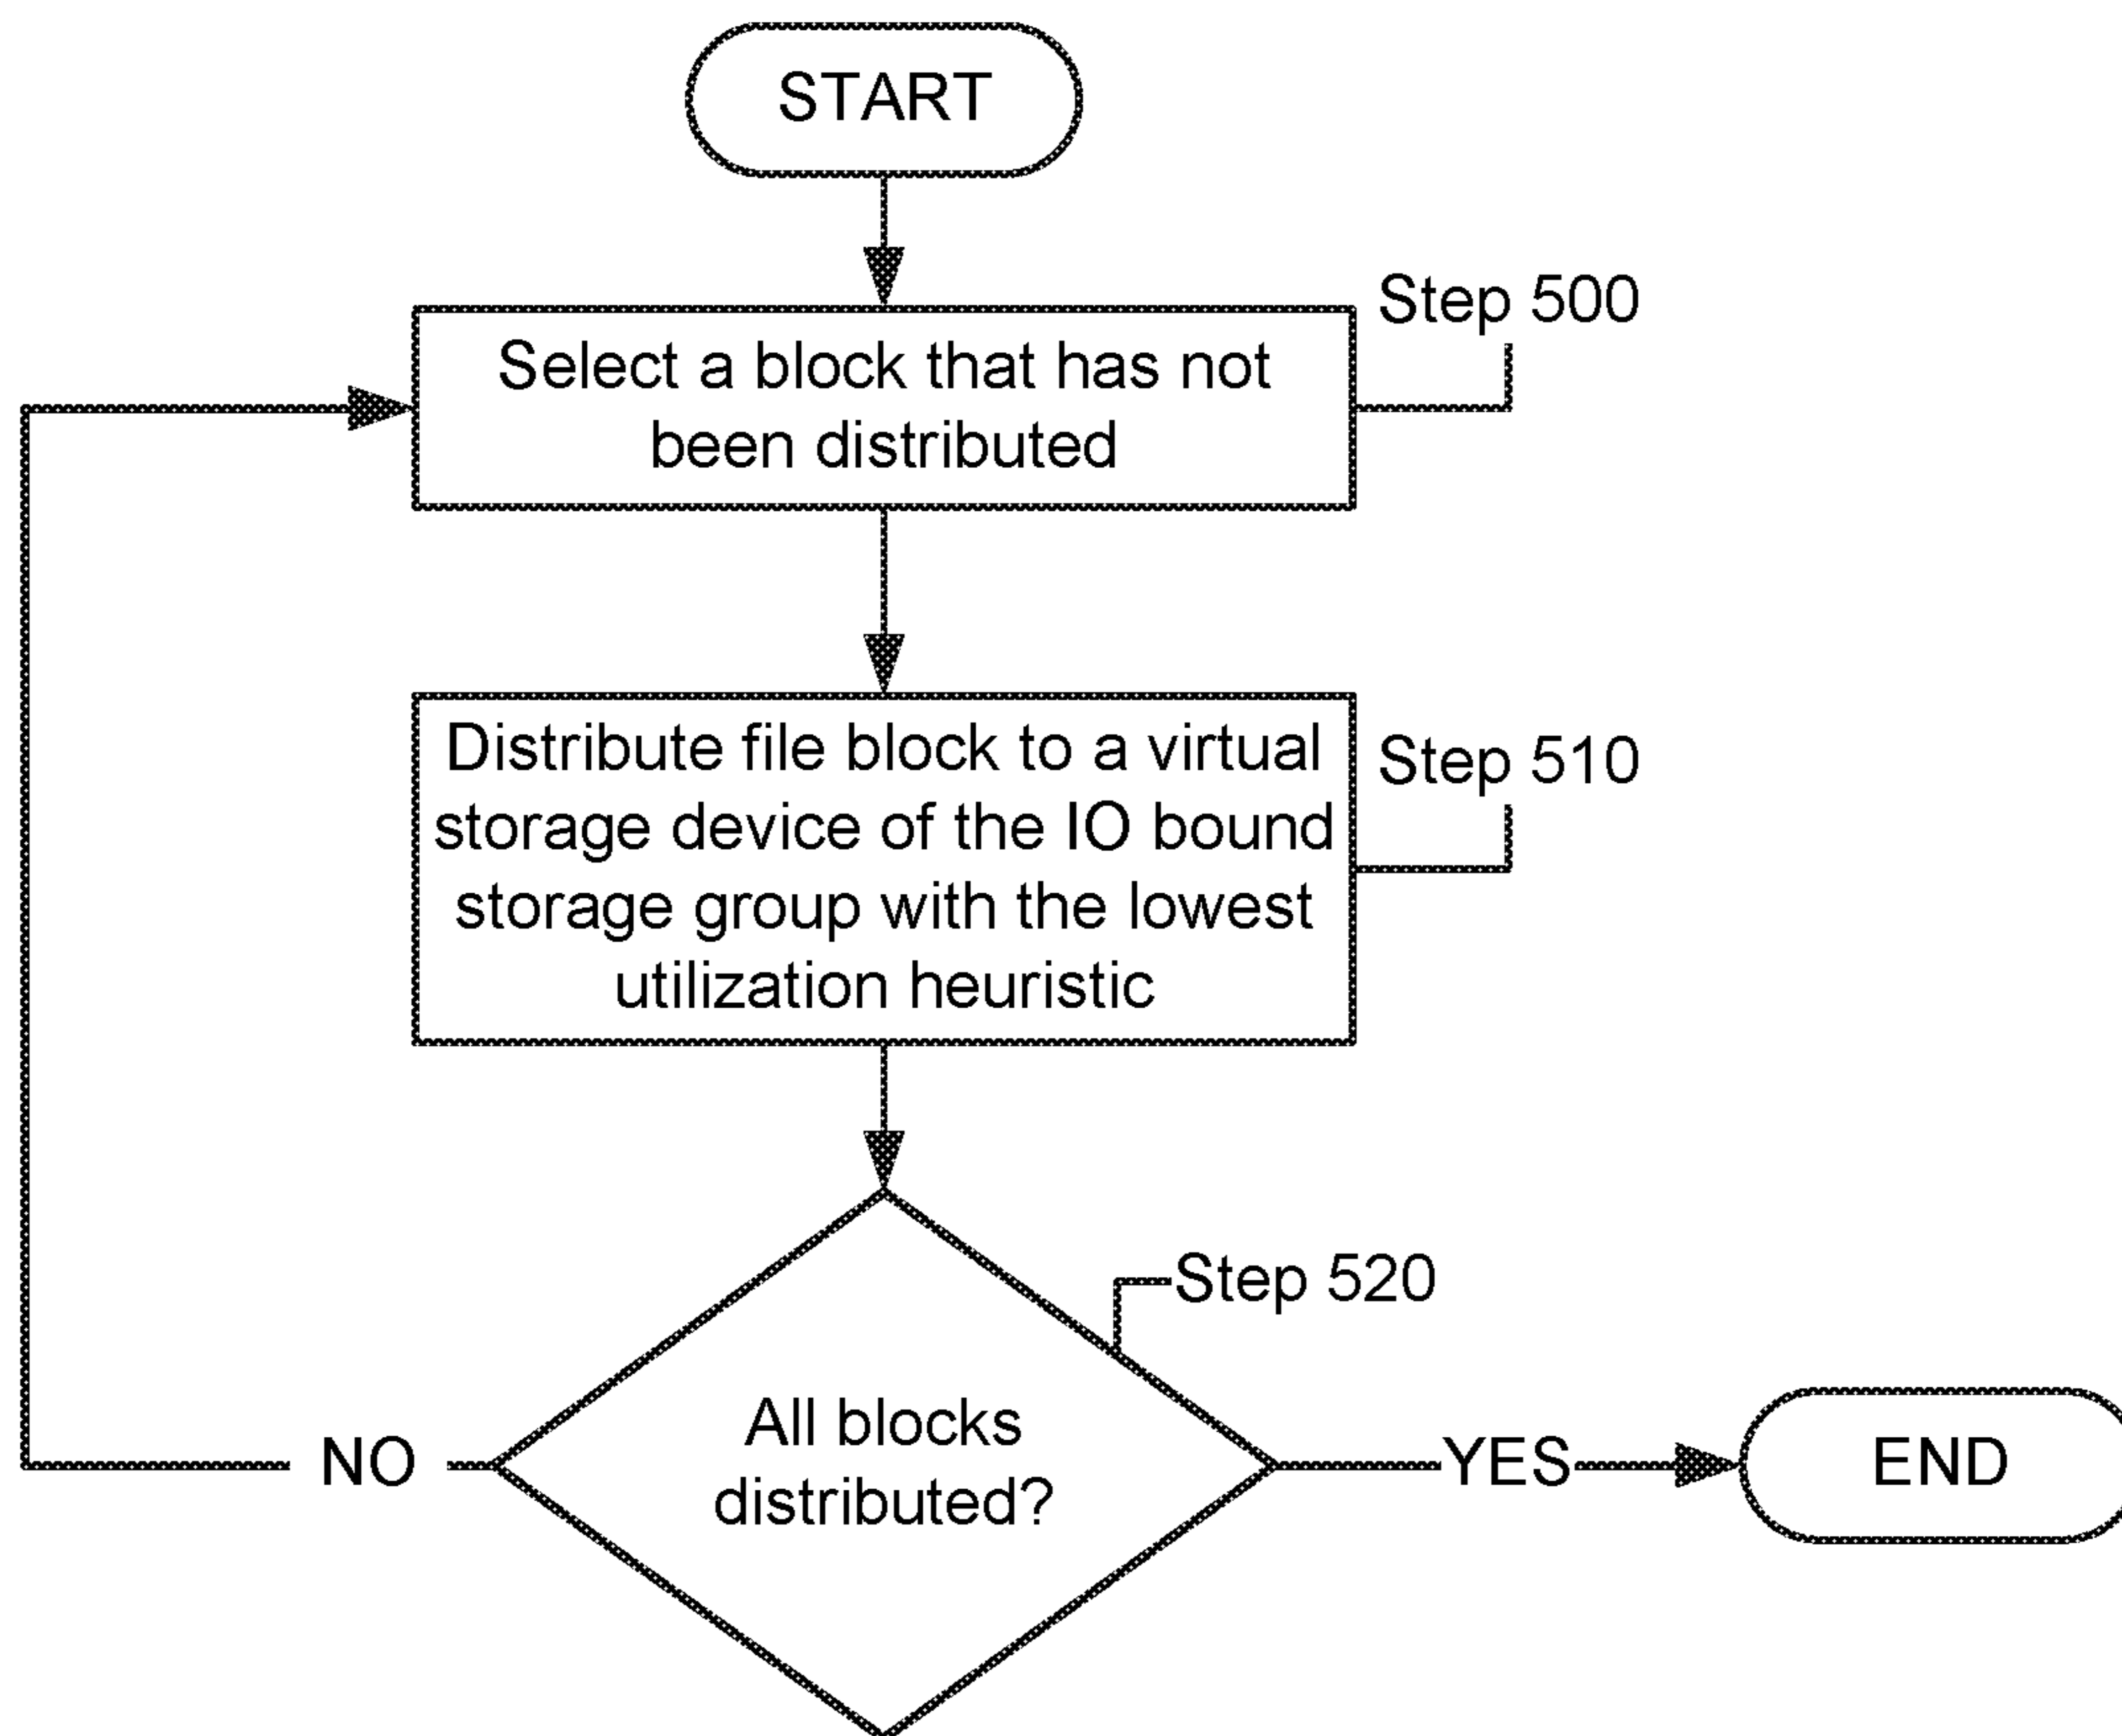 START
Step 500
Select a block that has not
been distributed
Distribute file block to a virtual
storage device of the IO bound
storage group with the lowest
utilization heuristic
Step 510
Step 520
All blocks
distributed?
NO
YES
END